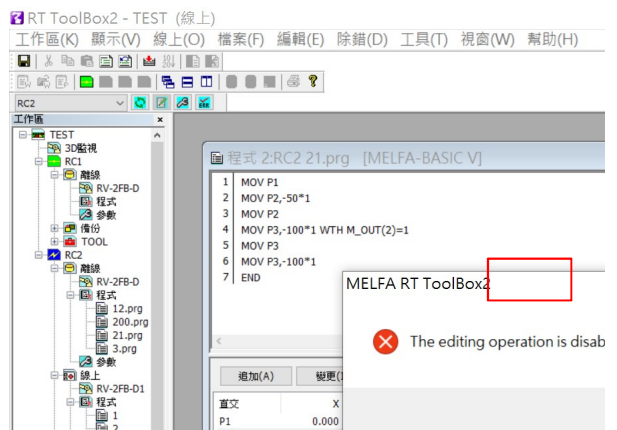 RT ToolBox2 - TEST (線上)
工作區(K) 顯示(V) 線上(O) 檔案(F) 編輯(E) 除錯(D) 工具(T) 視窗(W) 幫助(H)
RC2
工作區
TEST
3D監視
RC1
離線
RV-2FB-D
程式
參數
備份
TOOL
RC2
離線
RV-2FB-D
程式
12.prg
200.prg
21.prg
3.prg
參數
線上
RV-2FB-D1
程式
1
2
程式 2:RC2 21.prg [MELFA-BASIC V]
1 MOV P1
2 MOV P2,-50*1
3 MOV P2
4 MOV P3,-100*1 WTH M_OUT(2)=1
5 MOV P3
6 MOV P3,-100*1
7 END
追加(A) 變更(
直交 X
P1 0.000
MELFA RT ToolBox2
The editing operation is disab